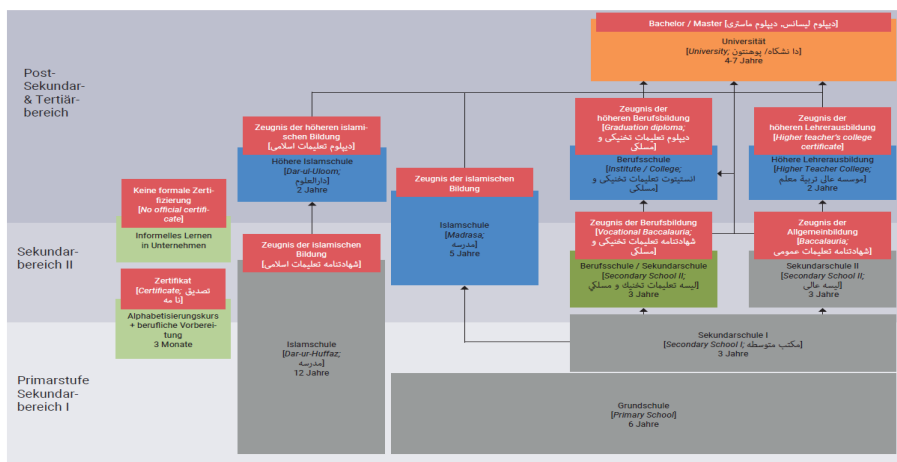 Bachelor / Master [دیپلوم لیسانس, دیپلوم ماستری]
Universität
[University; دا نشگاه/ پوهنتون]
4-7 Jahre
Post-
Sekundar-
& Tertiär-
bereich
Zeugnis der höheren islami-
schen Bildung
[دیپلوم تعلیمات اسلامی]
Höhere Islamschule
[Dar-ul-Uloom;
دارالعلوم]
2 Jahre
Zeugnis der islamischen
Bildung
Islamschule
[Madrasa;
مدرسه]
5 Jahre
Zeugnis der
höheren Berufsbildung
[Graduation diploma;
دیپلوم تعلیمات تخنیکی و
مسلکی]
Berufsschule
[Institute / College;
انستیتوت تعلیمات تخنیکی و
مسلکی]
Zeugnis der
höheren Lehrerausbildung
[Higher teacher's college
certificate]
Höhere Lehrerausbildung
[Higher Teacher College;
موسسه عالی تربیهٔ معلم]
2 Jahre
Keine formale Zerti-
fizierung
[No official certifi-
cate]
Informelles Lernen
in Unternehmen
Sekundar-
bereich II
Zeugnis der islamischen
Bildung
[شهادتنامه تعلیمات اسلامی]
Zeugnis der Berufsbildung
[Vocational Baccalauria;
شهادتنامه تعلیمات تخنیکی و
مسلکی]
Berufsschule / Sekundarschule
[Secondary School II;
لیسه تعلیمات تخنیک و مسلکي]
3 Jahre
Zeugnis der
Allgemeinbildung
[Baccalauria;
شهادتنامه تعلیمات عمومی]
Sekundarschule II
[Secondary School II;
لیسه عالی]
3 Jahre
Zertifikat
[Certificate; تصدیق
نا مه]
Alphabetisierungskurs
+ berufliche Vorberei-
tung
3 Monate
Islamschule
[Dar-ur-Huffaz;
مدرسه]
12 Jahre
Sekundarschule I
[Secondary School I; مکتب متوسطه]
3 Jahre
Primarstufe
Sekundar-
bereich I
Grundschule
[Primary School]
6 Jahre